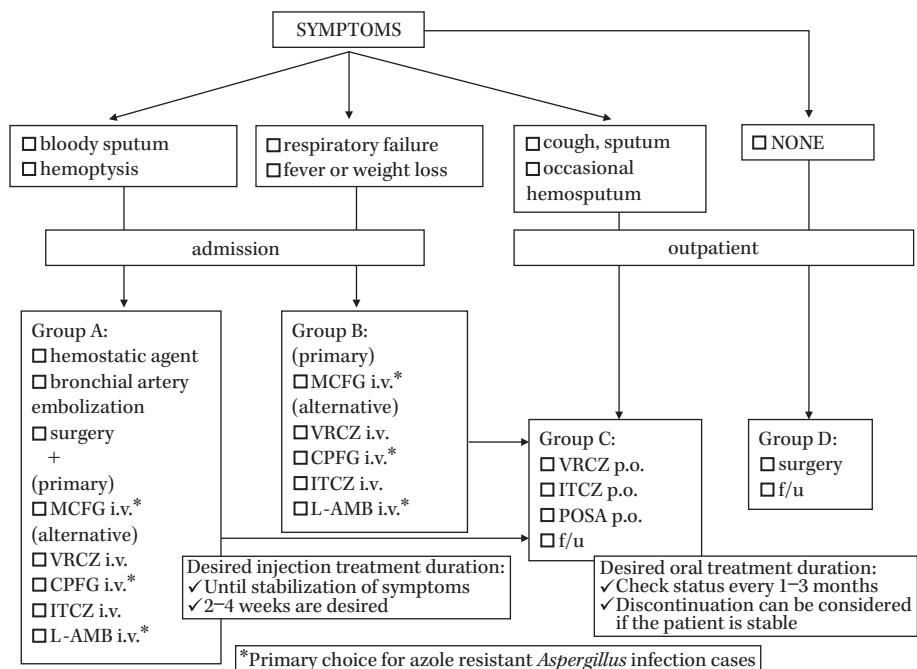 SYMPTOMS
☐ bloody sputum
☐ hemoptysis
☐ respiratory failure
☐ fever or weight loss
☐ cough, sputum
☐ occasional
hemosputum
☐ NONE
admission
outpatient
Group A:
☐ hemostatic agent
☐ bronchial artery
embolization
☐ surgery
+
(primary)
☐ MCFG i.v.*
(alternative)
☐ VRCZ i.v.
☐ CPFG i.v.*
☐ ITCZ i.v.
☐ L-AMB i.v.*
Group B:
(primary)
☐ MCFG i.v.*
(alternative)
☐ VRCZ i.v.
☐ CPFG i.v.*
☐ ITCZ i.v.
☐ L-AMB i.v.*
Group C:
☐ VRCZ p.o.
☐ ITCZ p.o.
☐ POSA p.o.
☐ f/u
Group D:
☐ surgery
☐ f/u
Desired injection treatment duration:
✓Until stabilization of symptoms
✓2–4 weeks are desired
Desired oral treatment duration:
✓Check status every 1–3 months
✓Discontinuation can be considered
if the patient is stable
*Primary choice for azole resistant Aspergillus infection cases